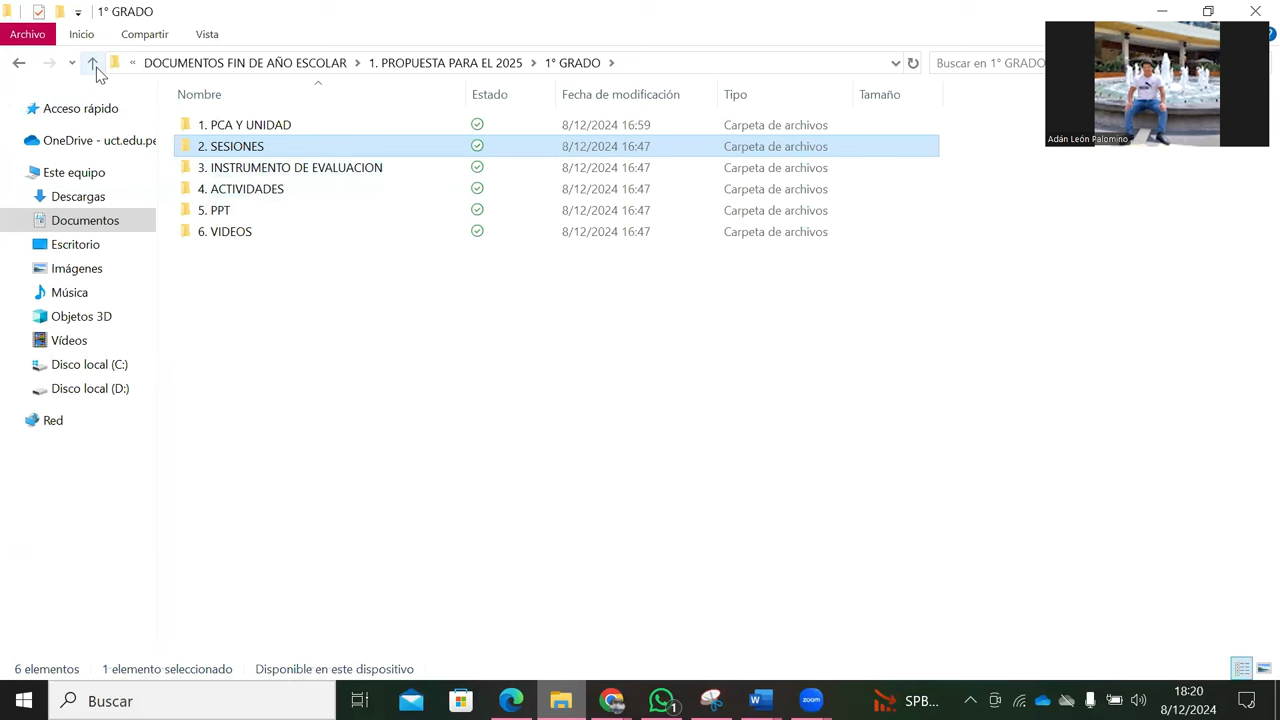 1° GRADO
Archivo Inicio Compartir Vista
« DOCUMENTOS FIN DE AÑO ESCOLAR > 1. PROPUESTA PARA EL 2025 > 1° GRADO >
Buscar en 1° GRADO
Nombre Estado Fecha de modificación Tipo Tamaño
1. PCA Y UNIDAD 8/12/2024 16:59 Carpeta de archivos
2. SESIONES 8/12/2024 16:47 Carpeta de archivos
3. INSTRUMENTO DE EVALUACION 8/12/2024 16:47 Carpeta de archivos
4. ACTIVIDADES 8/12/2024 16:47 Carpeta de archivos
5. PPT 8/12/2024 16:47 Carpeta de archivos
6. VIDEOS 8/12/2024 16:47 Carpeta de archivos
Acceso rápido
OneDrive - uct.edu.pe
Este equipo
Descargas
Documentos
Escritorio
Imágenes
Música
Objetos 3D
Vídeos
Disco local (C:)
Disco local (D:)
Red
Adán León Palomino
6 elementos 1 elemento seleccionado Disponible en este dispositivo
Buscar
1
zoom
SPB...
18:20
8/12/2024